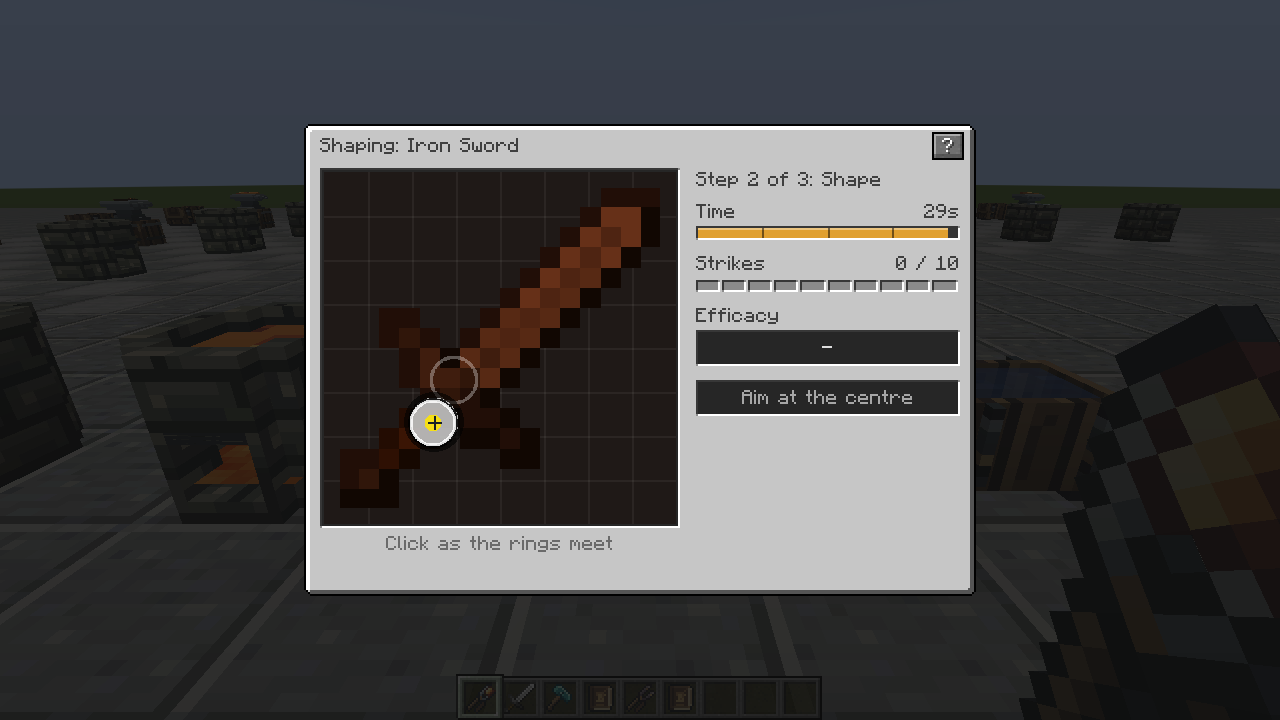 Shaping: Iron Sword
?
Step 2 of 3: Shape
Time 29s
Strikes 0 / 10
Efficacy
–
Aim at the centre
Click as the rings meet